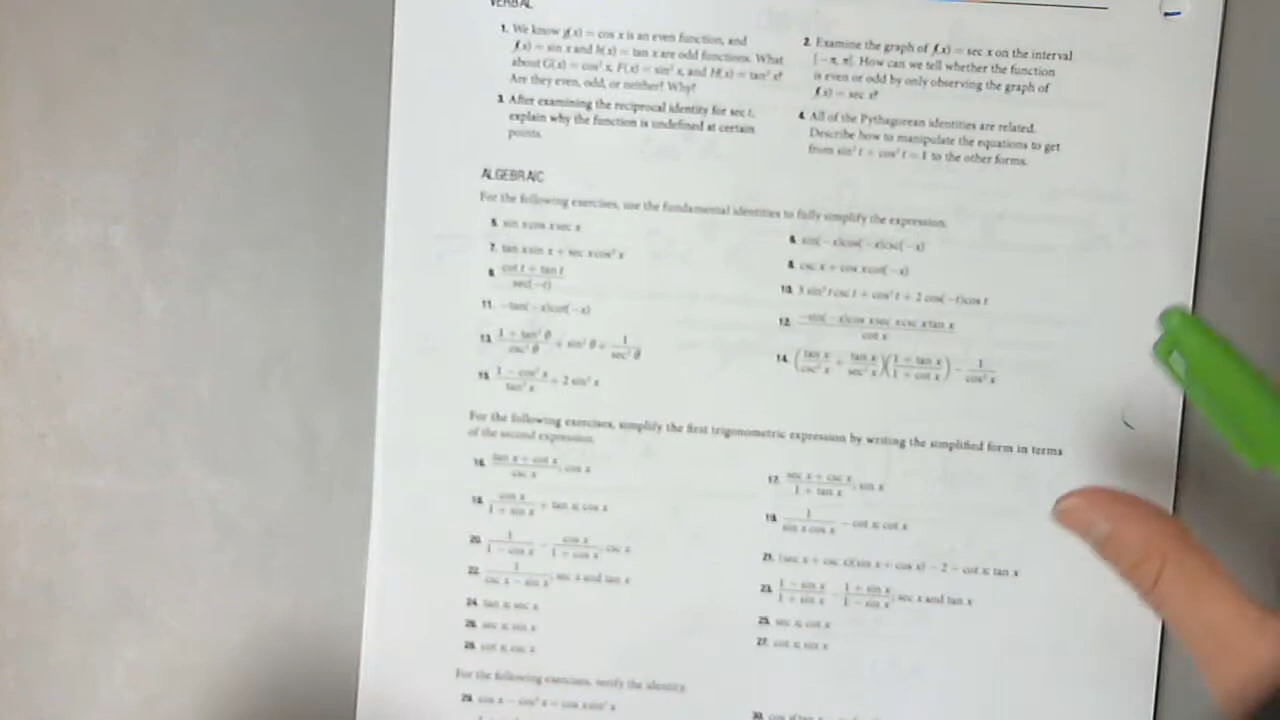 VERBAL
1. We know g(x) = cos x is an even function, and
f(x) = sin x and h(x) = tan x are odd functions. What
about G(x) = cos² x, F(x) = sin² x, and H(x) = tan² x?
Are they even, odd, or neither? Why?
2. Examine the graph of f(x) = sec x on the interval
[−π, π]. How can we tell whether the function
is even or odd by only observing the graph of
f(x) = sec x?
3. After examining the reciprocal identity for sec t,
explain why the function is undefined at certain
points.
4. All of the Pythagorean identities are related.
Describe how to manipulate the equations to get
from sin² t + cos² t = 1 to the other forms.
ALGEBRAIC
For the following exercises, use the fundamental identities to fully simplify the expression.
5. sin x cos x sec x
6. sin(−x)cos(−x)csc(−x)
7. tan x sin x + sec x cos² x
8. csc x + cos x cot(−x)
9. cot t + tan t
sec(−t)
10. 3 sin³ t csc t + cos² t + 2 cos(−t)cos t
11. −tan(−x)cot(−x)
12. −sin(−x)cos x sec x csc x tan x
cot x
13. 1 + tan² θ
csc² θ
+ sin² θ +
1
sec² θ
14.
tan x
csc² x
+
tan x
sec² x
1 + tan x
1 + cot x
−
1
cos² x
15. 1 − cos² x
tan² x
+ 2 sin² x
For the following exercises, simplify the first trigonometric expression by writing the simplified form in terms
of the second expression.
16. tan x + cot x
csc x
; cos x
17. sec x + csc x
1 + tan x
; sin x
18. cos x
1 + sin x
+ tan x; cos x
19. 1
sin x cos x
− cot x; cot x
20. 1
1 − cos x
−
cos x
1 + cos x
; csc x
21. (sec x + csc x)(sin x + cos x) − 2 − cot x; tan x
22. 1
csc x − sin x
; sec x and tan x
23. 1 − sin x
1 + sin x
−
1 + sin x
1 − sin x
; sec x and tan x
24. tan x; sec x
25. sec x; cot x
26. sec x; sin x
27. cot x; sin x
28. cot x; csc x
For the following exercises, verify the identity.
29. cos x − cos³ x = cos x sin² x
30.